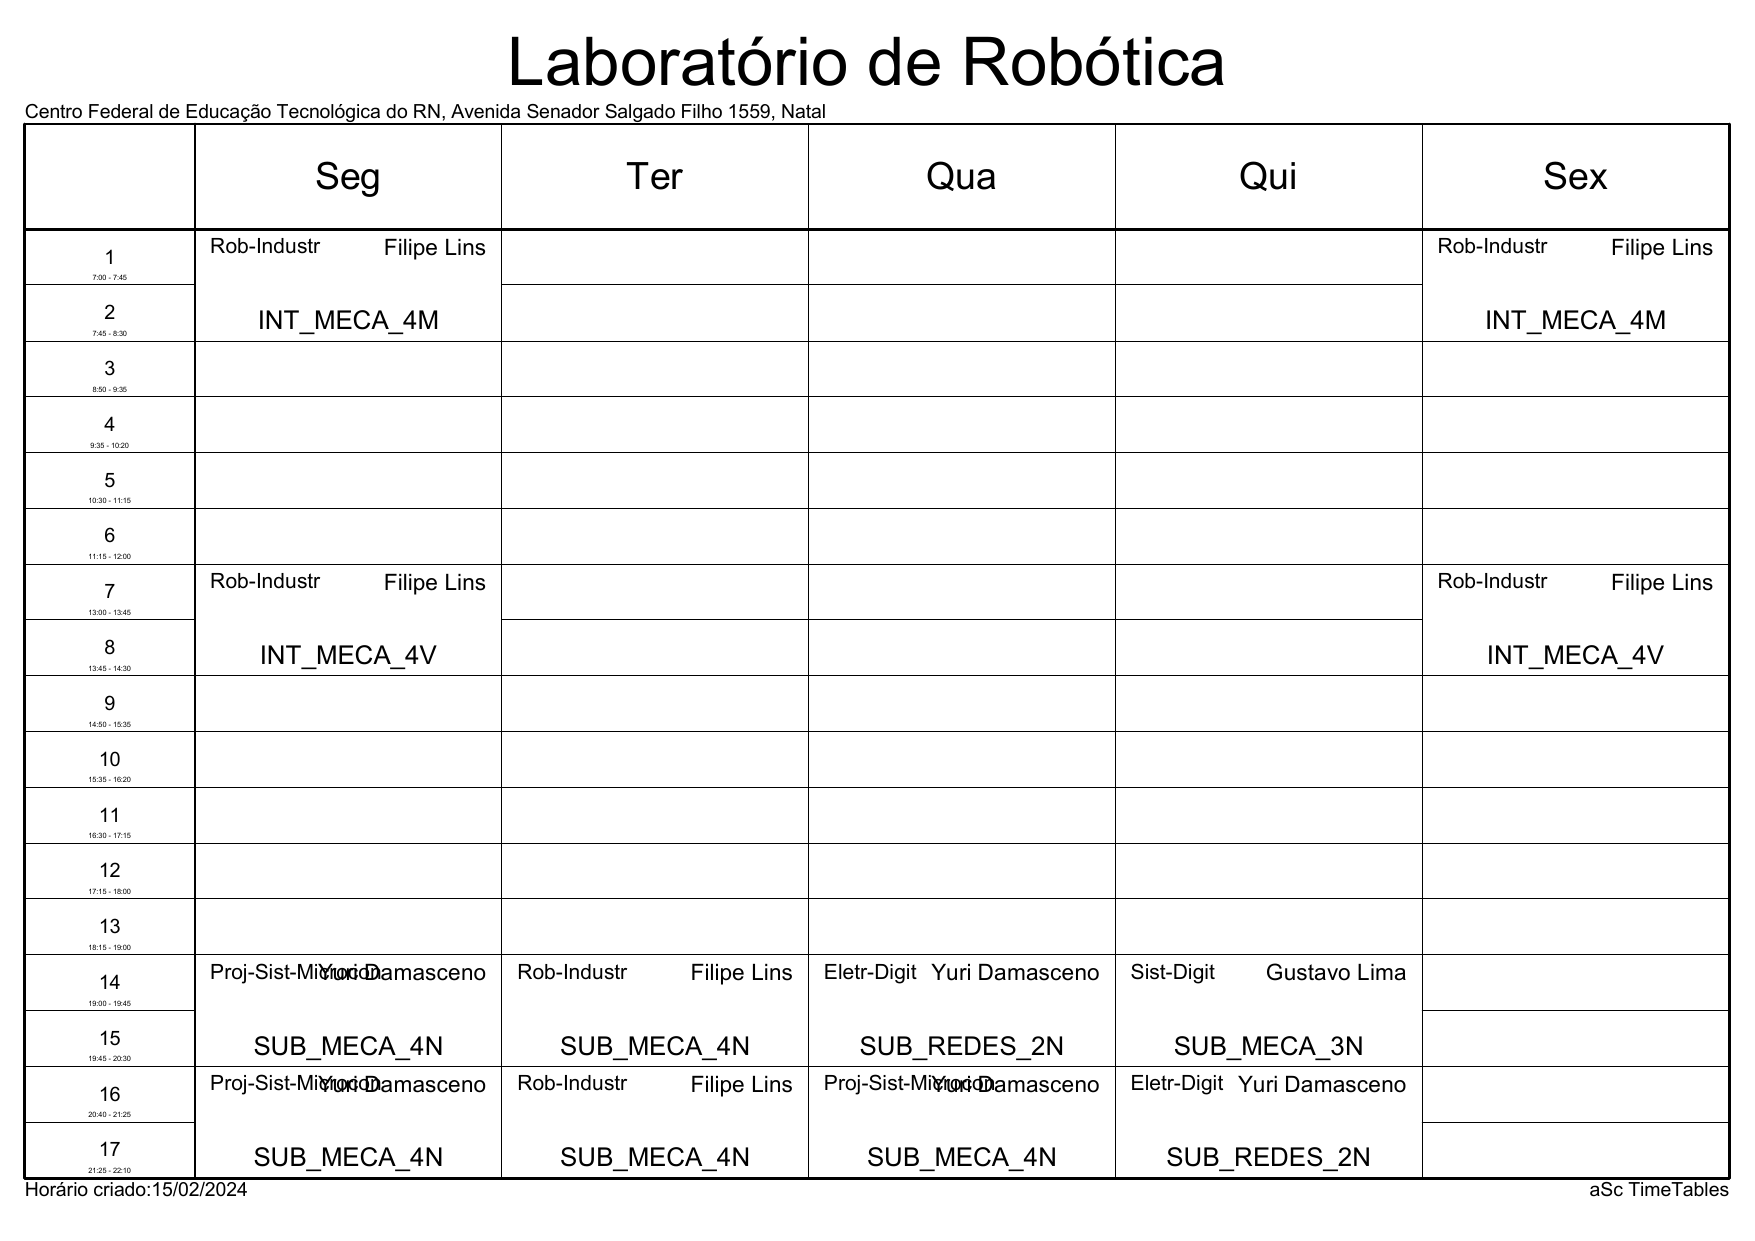 Laboratório de Robótica
Centro Federal de Educação Tecnológica do RN, Avenida Senador Salgado Filho 1559, Natal
Seg Ter Qua Qui Sex
1 Rob-Industr Filipe Lins Rob-Industr Filipe Lins
7:00 - 7:45
2 INT_MECA_4M INT_MECA_4M
7:45 - 8:30
3
8:50 - 9:35
4
9:35 - 10:20
5
10:30 - 11:15
6
11:15 - 12:00
7 Rob-Industr Filipe Lins Rob-Industr Filipe Lins
13:00 - 13:45
8 INT_MECA_4V INT_MECA_4V
13:45 - 14:30
9
14:50 - 15:35
10
15:35 - 16:20
11
16:30 - 17:15
12
17:15 - 18:00
13
18:15 - 19:00
14 Proj-Sist-Microcon Yuri Damasceno Rob-Industr Filipe Lins Eletr-Digit Yuri Damasceno Sist-Digit Gustavo Lima
19:00 - 19:45
15 SUB_MECA_4N SUB_MECA_4N SUB_REDES_2N SUB_MECA_3N
19:45 - 20:30
16 Proj-Sist-Microcon Yuri Damasceno Rob-Industr Filipe Lins Proj-Sist-Microcon Yuri Damasceno Eletr-Digit Yuri Damasceno
20:40 - 21:25
17 SUB_MECA_4N SUB_MECA_4N SUB_MECA_4N SUB_REDES_2N
21:25 - 22:10
Horário criado:15/02/2024 aSc TimeTables